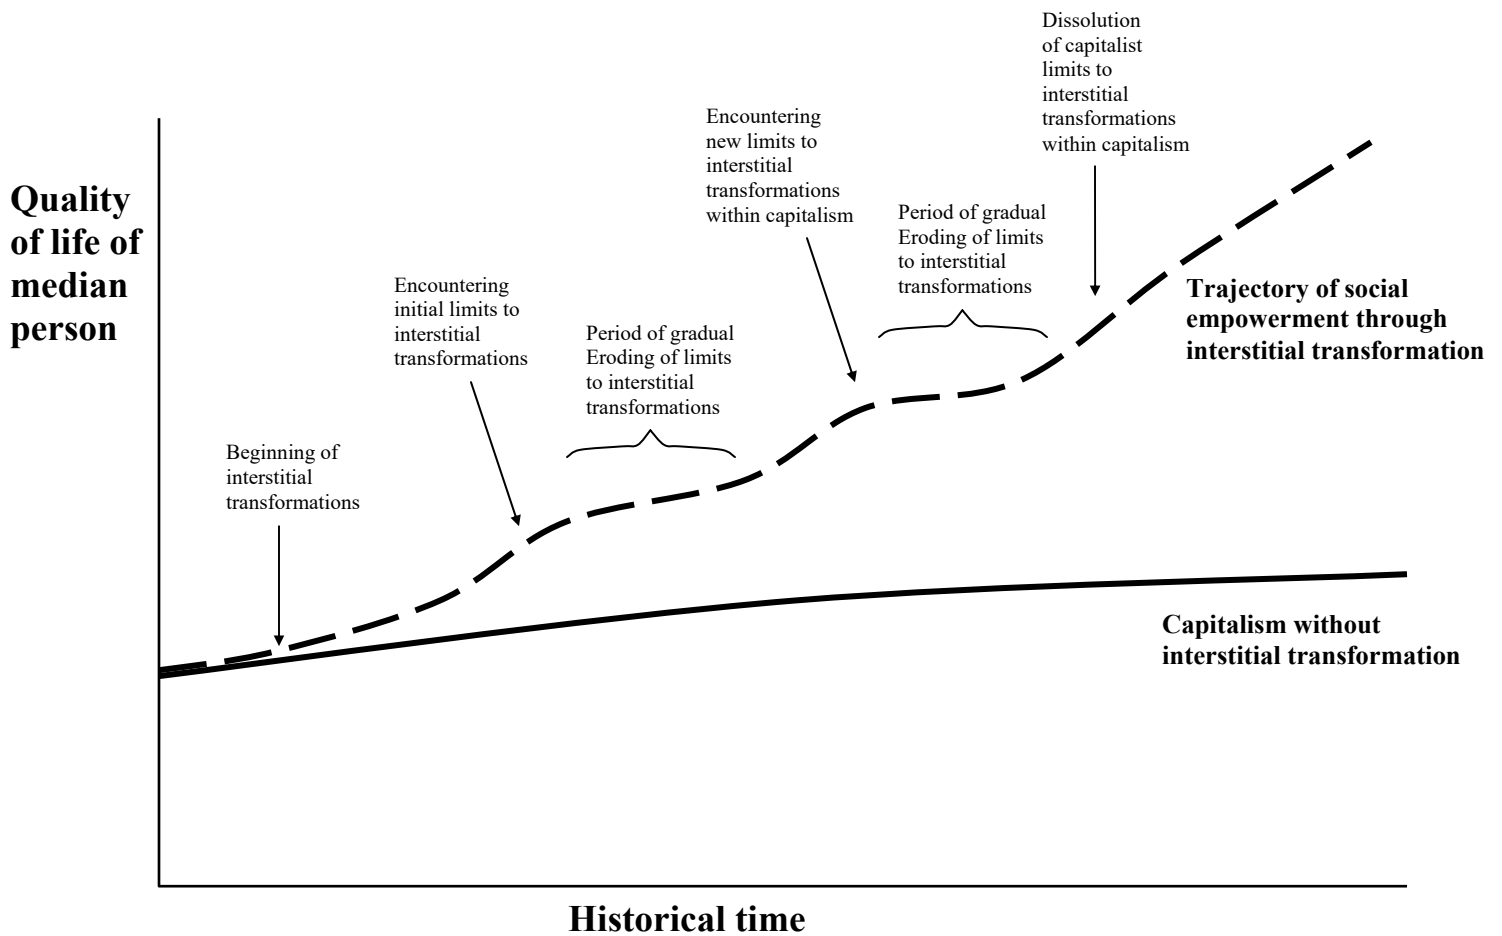 Dissolution
of capitalist
limits to
interstitial
transformations
within capitalism
Encountering
new limits to
interstitial
transformations
within capitalism
Quality
of life of
median
person
Period of gradual
Eroding of limits
to interstitial
transformations
Encountering
initial limits to
interstitial
transformations
Trajectory of social
empowerment through
interstitial transformation
Period of gradual
Eroding of limits
to interstitial
transformations
Beginning of
interstitial
transformations
Capitalism without
interstitial transformation
Historical time